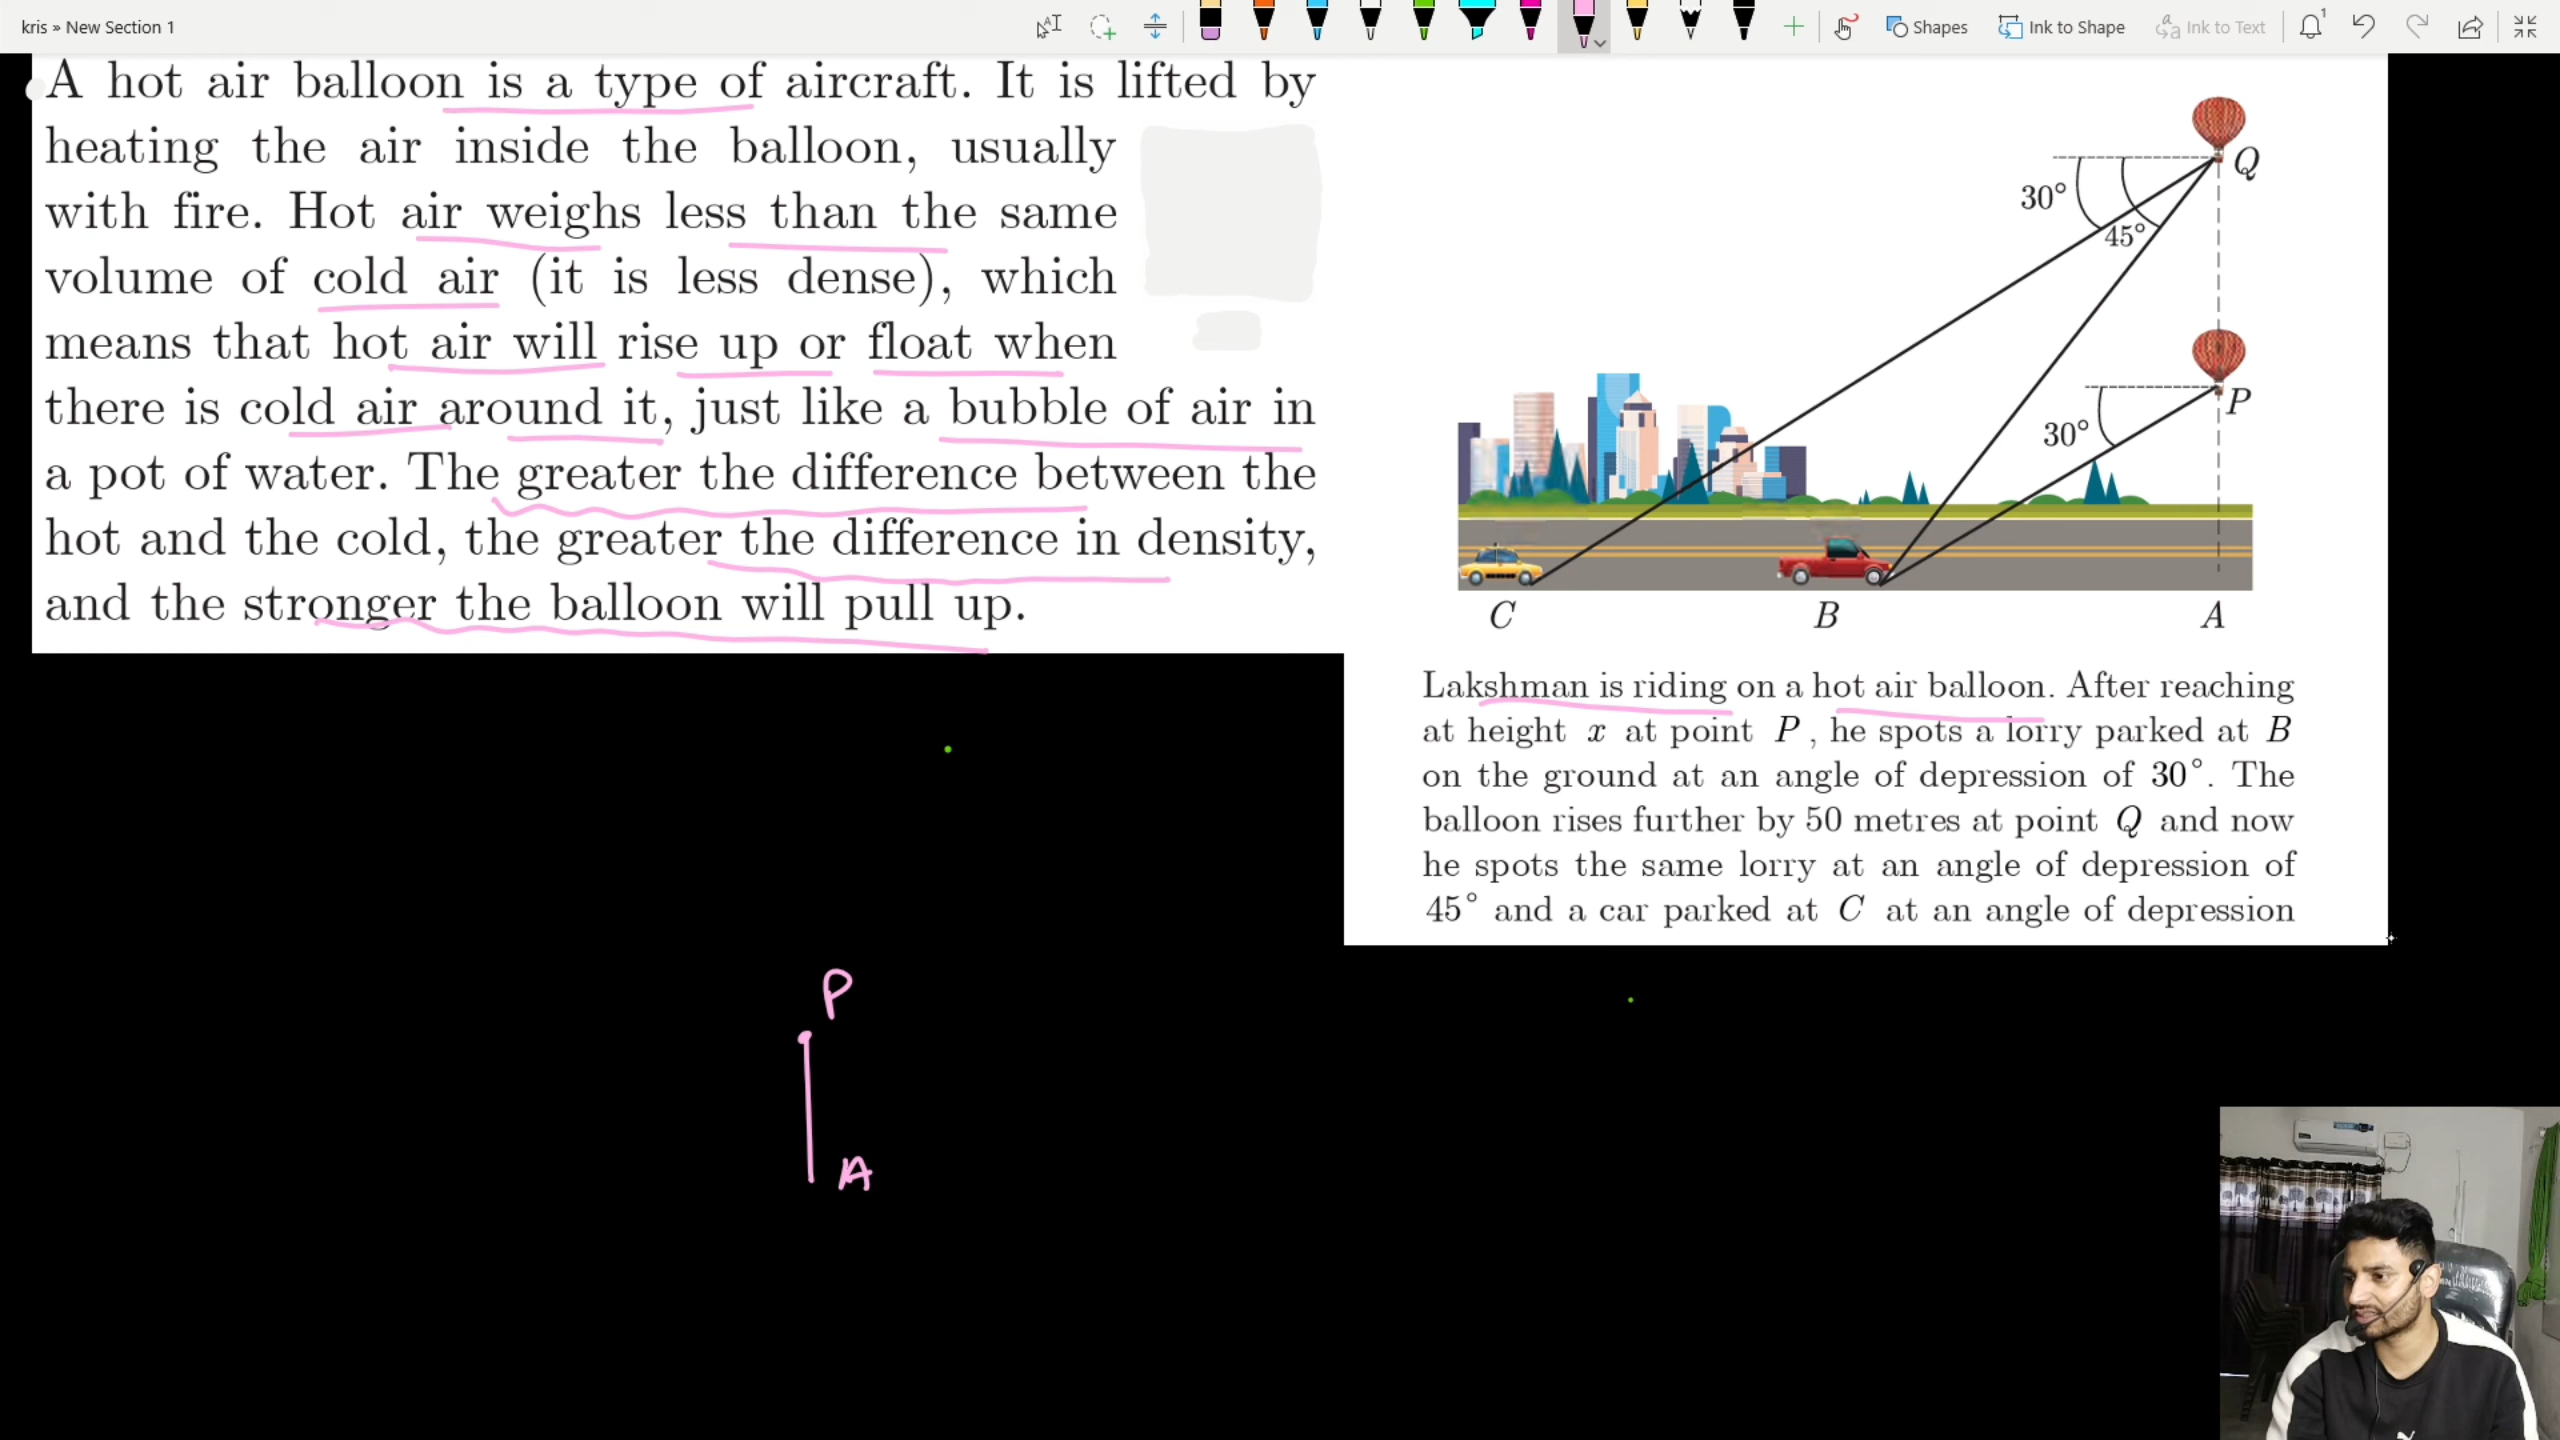 kris » New Section 1
Shapes
Ink to Shape
Ink to Text
1
A hot air balloon is a type of aircraft. It is lifted by
heating the air inside the balloon, usually
with fire. Hot air weighs less than the same
volume of cold air (it is less dense), which
means that hot air will rise up or float when
there is cold air around it, just like a bubble of air in
a pot of water. The greater the difference between the
hot and the cold, the greater the difference in density,
and the stronger the balloon will pull up.
Q
30°
45°
P
30°
C B A
Lakshman is riding on a hot air balloon. After reaching
at height x at point P , he spots a lorry parked at B
on the ground at an angle of depression of 30°. The
balloon rises further by 50 metres at point Q and now
he spots the same lorry at an angle of depression of
45° and a car parked at C at an angle of depression
P
A